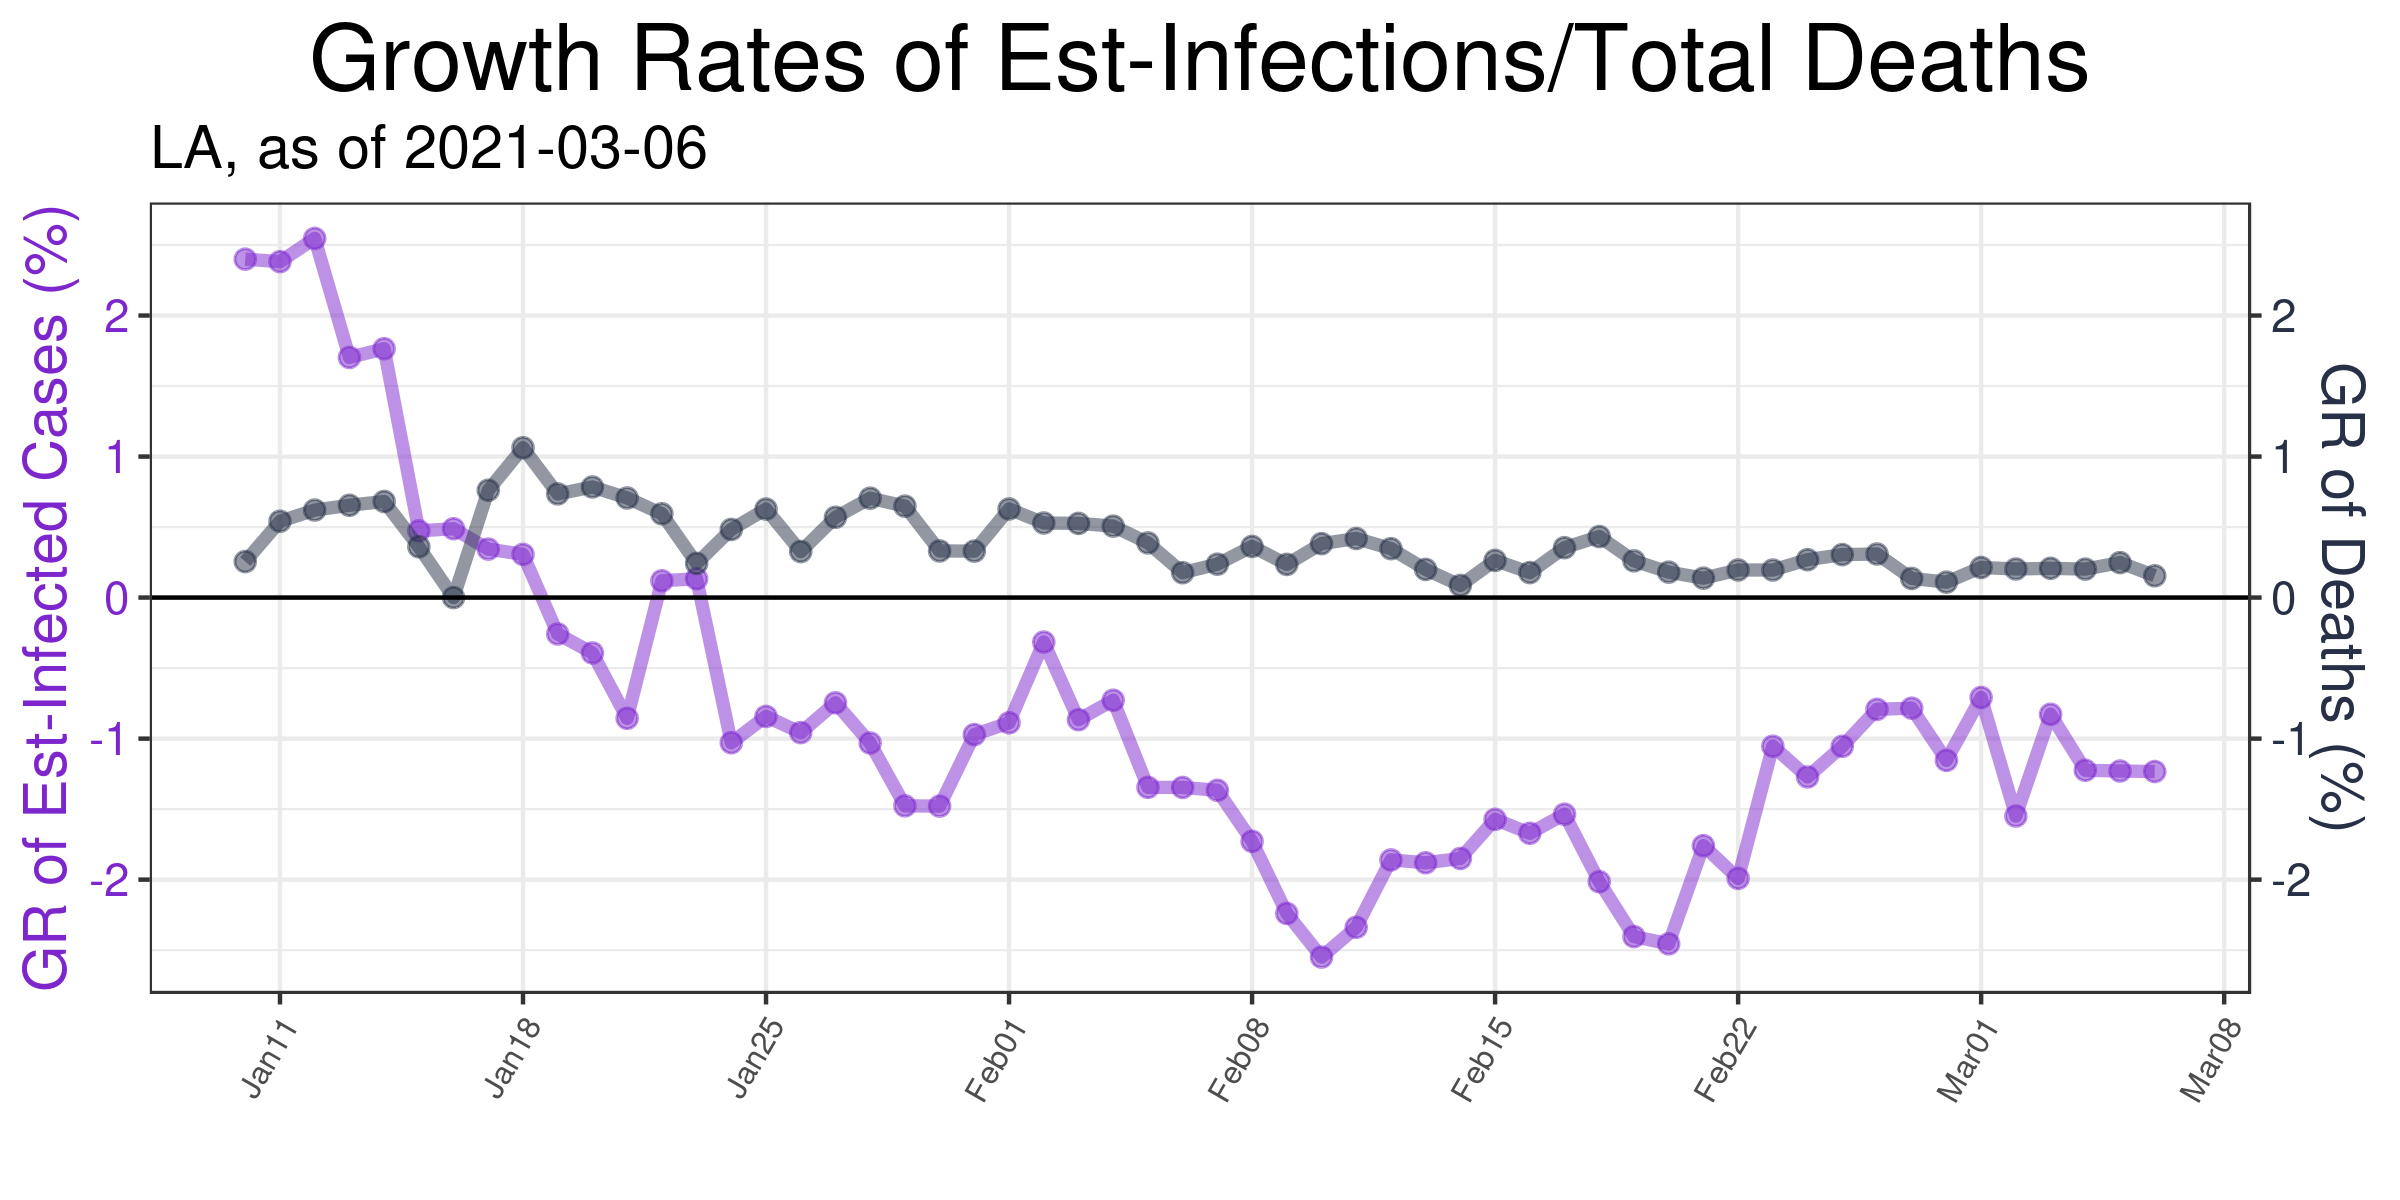 Growth Rates of Est-Infections/Total Deaths
LA, as of 2021-03-06
GR of Est-Infected Cases (%)
2
1
0
-1
-2
2
1
0
-1
-2
GR of Deaths (%)
Jan11
Jan18
Jan25
Feb01
Feb08
Feb15
Feb22
Mar01
Mar08